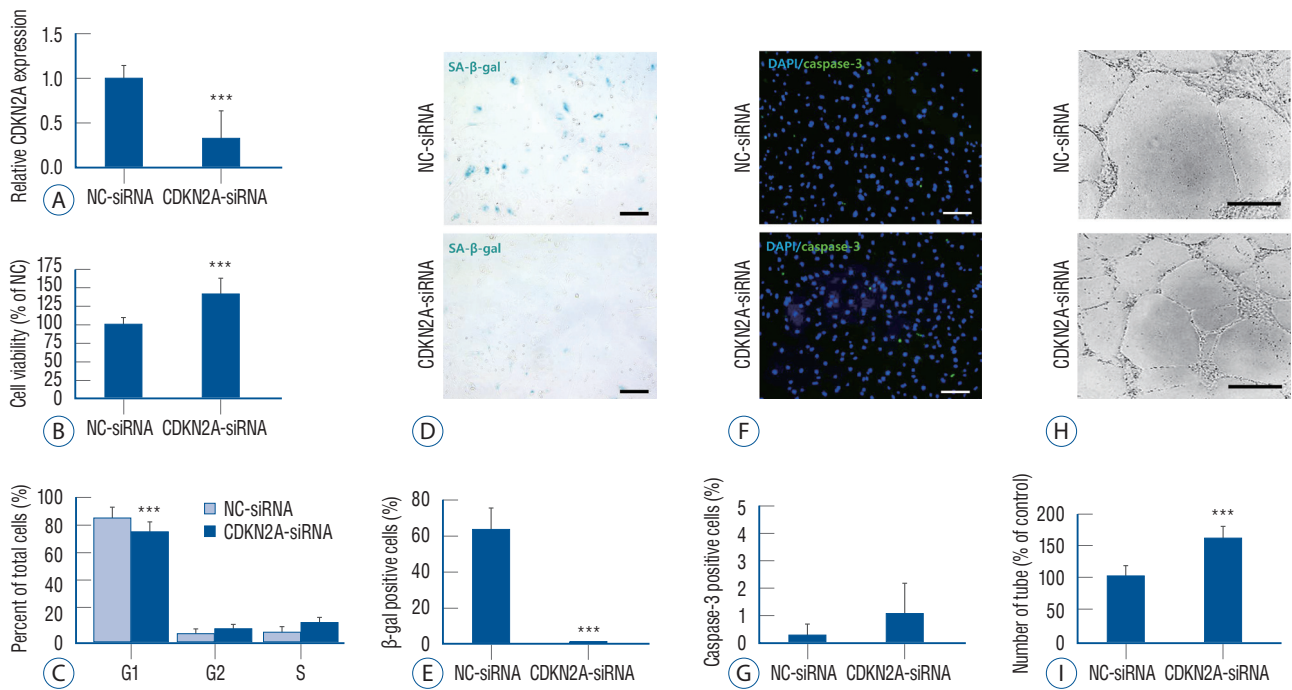 Relative CDKN2A expression
1.5
1.0
0.5
0.0
***
NC-siRNA CDKN2A-siRNA
A
Cell viability (% of NC)
175
150
125
100
75
50
25
0
***
NC-siRNA CDKN2A-siRNA
B
Percent of total cells (%)
100
80
60
40
20
0
***
NC-siRNA
CDKN2A-siRNA
G1 G2 S
C
NC-siRNA
SA-β-gal
CDKN2A-siRNA
SA-β-gal
D
β-gal positive cells (%)
80
60
40
20
0
***
NC-siRNA CDKN2A-siRNA
E
NC-siRNA
DAPI/caspase-3
CDKN2A-siRNA
DAPI/caspase-3
F
Caspase-3 positive cells (%)
5
4
3
2
1
0
NC-siRNA CDKN2A-siRNA
G
NC-siRNA
CDKN2A-siRNA
H
Number of tube (% of control)
200
150
100
50
0
***
NC-siRNA CDKN2A-siRNA
I